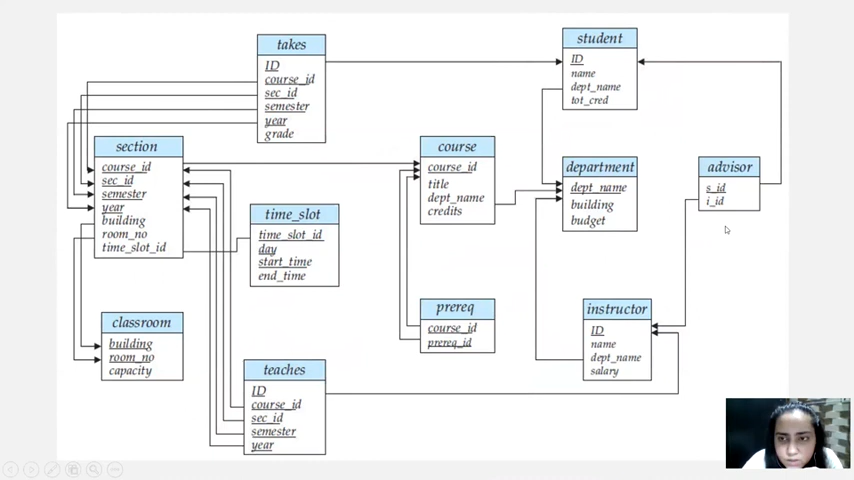 takes
ID
course_id
sec_id
semester
year
grade
student
ID
name
dept_name
tot_cred
section
course_id
sec_id
semester
year
building
room_no
time_slot_id
course
course_id
title
dept_name
credits
department
dept_name
building
budget
advisor
s_id
i_id
time_slot
time_slot_id
day
start_time
end_time
classroom
building
room_no
capacity
prereq
course_id
prereq_id
instructor
ID
name
dept_name
salary
teaches
ID
course_id
sec_id
semester
year